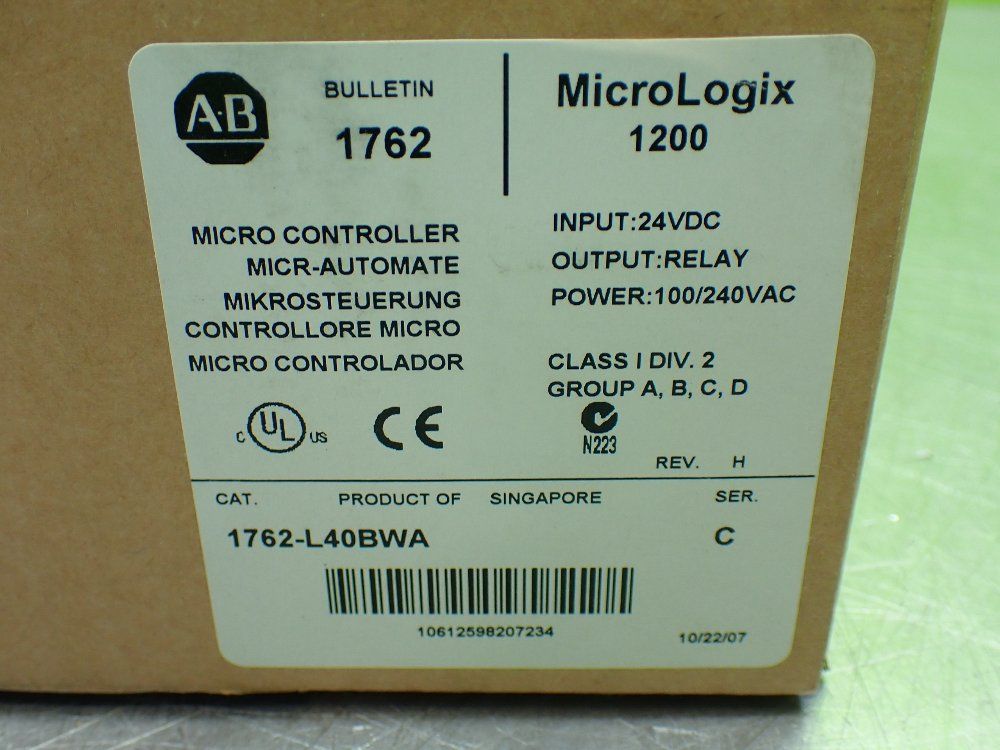 A·B
BULLETIN
1762
MicroLogix
1200
MICRO CONTROLLER
MICR-AUTOMATE
MIKROSTEUERUNG
CONTROLLORE MICRO
MICRO CONTROLADOR
INPUT:24VDC
OUTPUT:RELAY
POWER:100/240VAC
CLASS I DIV. 2
GROUP A, B, C, D
C UL US
CE
N223
REV. H
CAT. PRODUCT OF SINGAPORE SER.
1762-L40BWA C
10612598207234
10/22/07